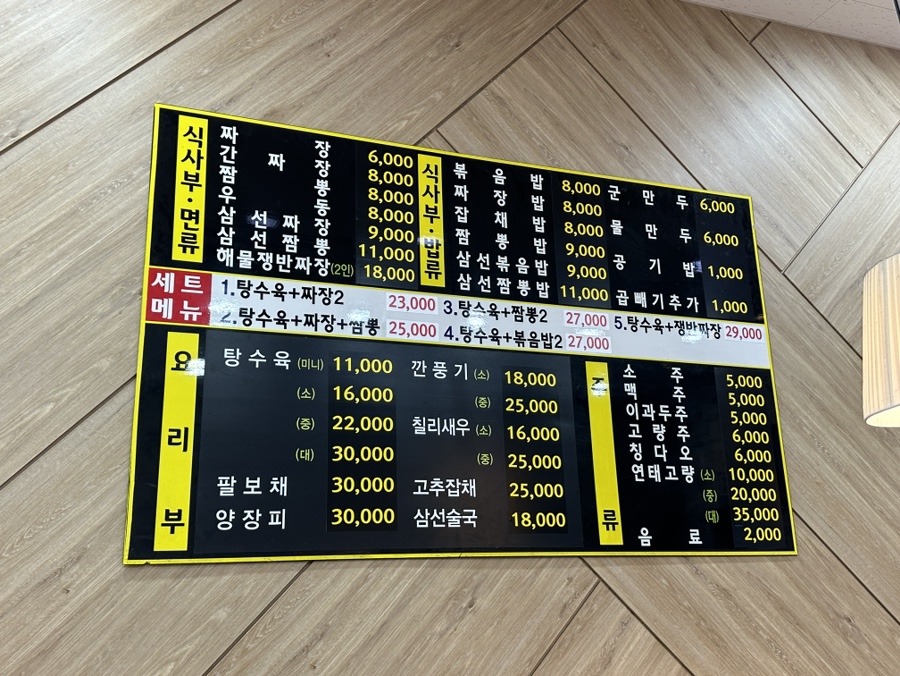 식사부·면류
짜장 6,000
간짜장 8,000
짬뽕 8,000
우동 8,000
삼선짜장 9,000
삼선짬뽕 11,000
해물쟁반짜장(2인) 18,000
식사부·밥류
볶음밥 8,000
짜장밥 8,000
잡채밥 8,000
짬뽕밥 9,000
삼선볶음밥 9,000
삼선짬뽕밥 11,000
군만두 6,000
물만두 6,000
공기밥 1,000
곱빼기추가 1,000
세트
메뉴
1.탕수육+짜장2 23,000
2.탕수육+짜장+짬뽕 25,000
3.탕수육+짬뽕2 27,000
4.탕수육+볶음밥2 27,000
5.탕수육+쟁반짜장 29,000
요리부
탕수육 (미니) 11,000
(소) 16,000
(중) 22,000
(대) 30,000
팔보채 30,000
양장피 30,000
깐풍기 (소) 18,000
(중) 25,000
칠리새우 (소) 16,000
(중) 25,000
고추잡채 25,000
삼선술국 18,000
주류
소주 5,000
맥주 5,000
이과두주 5,000
고량주 6,000
칭다오 6,000
연태고량 (소) 10,000
(중) 20,000
(대) 35,000
음료 2,000